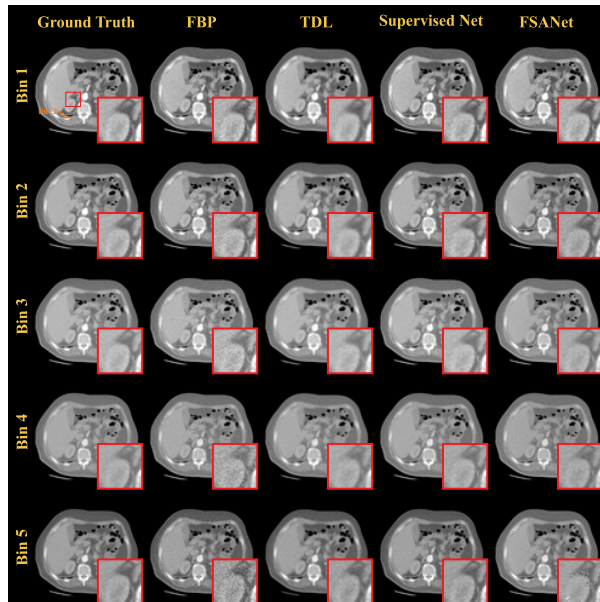 Ground Truth FBP TDL Supervised Net FSANet
Bin 1
Bin 2
Bin 3
Bin 4
Bin 5